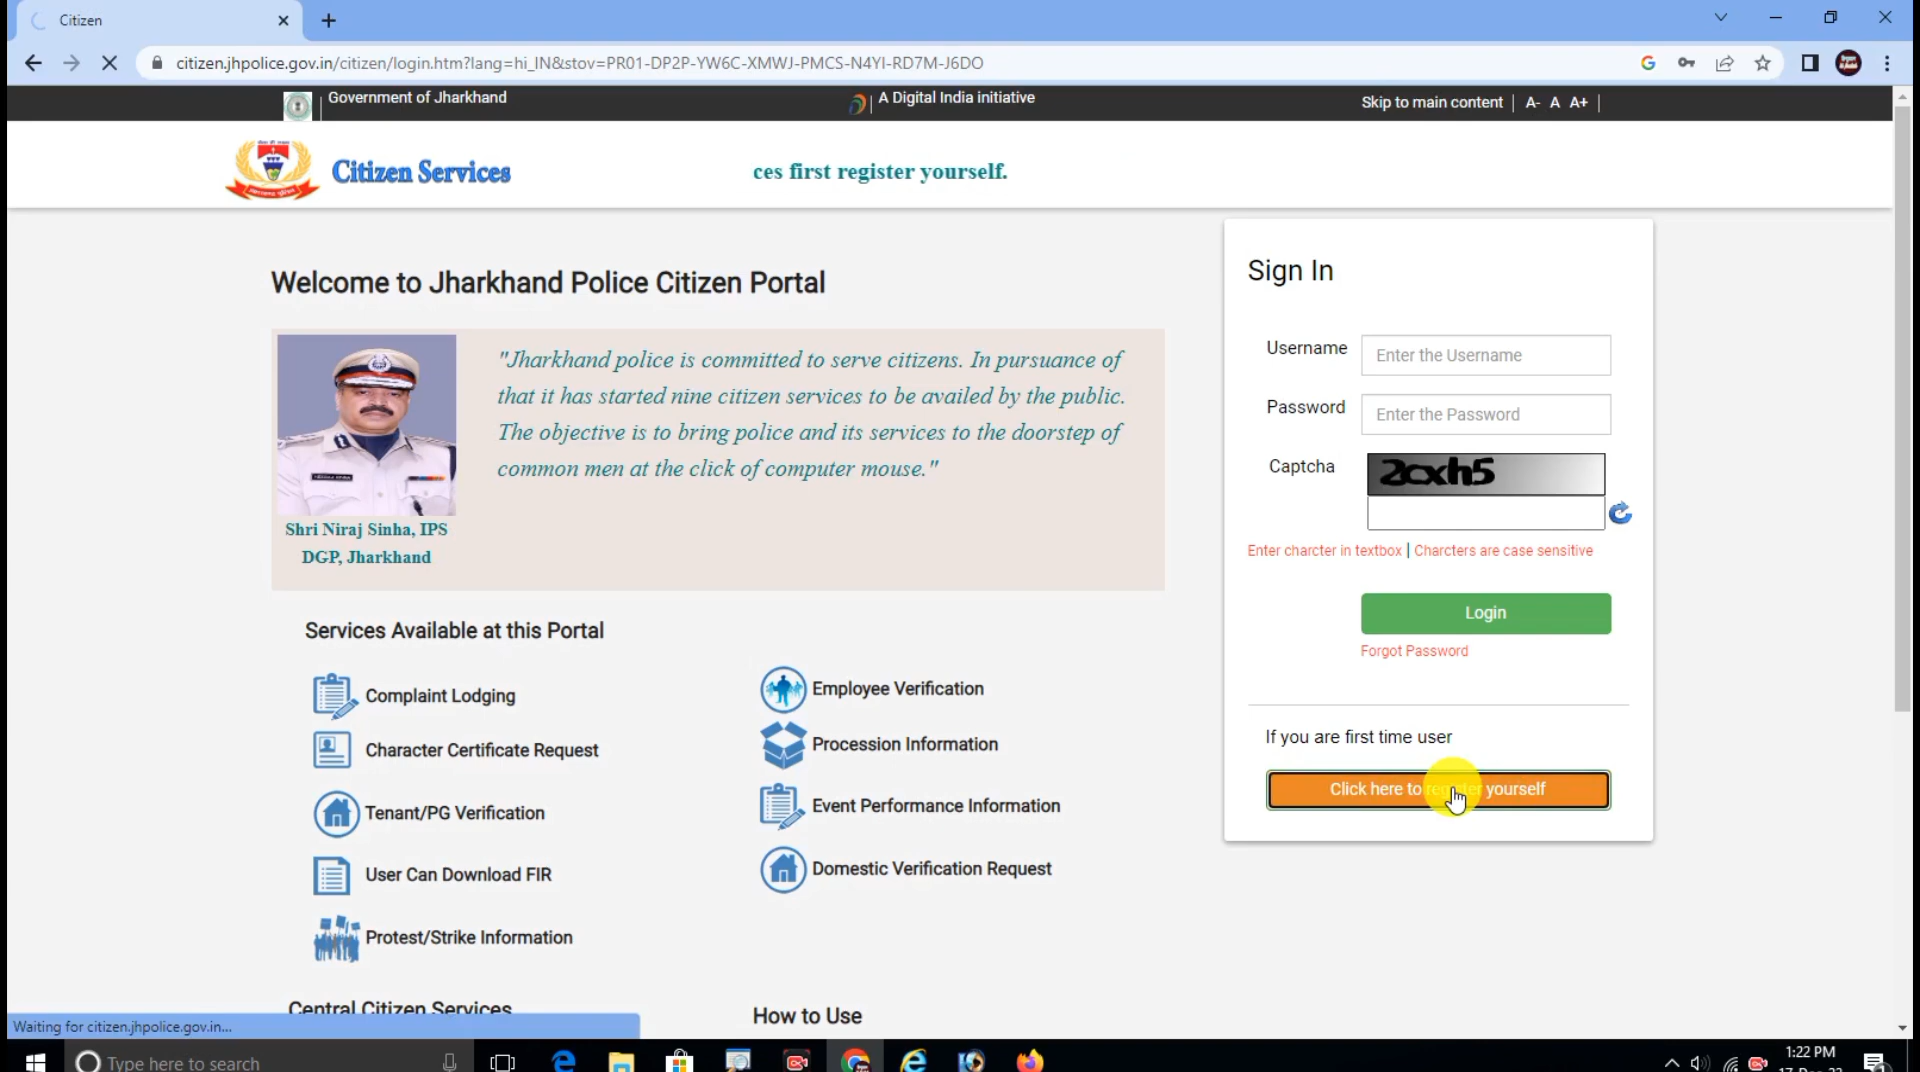 Citizen
citizen.jhpolice.gov.in/citizen/login.htm?lang=hi_IN&stov=PR01-DP2P-YW6C-XMWJ-PMCS-N4YI-RD7M-J6DO
Government of Jharkhand
A Digital India initiative
Skip to main content | A- A A+ |
Citizen Services
ces first register yourself.
Welcome to Jharkhand Police Citizen Portal
"Jharkhand police is committed to serve citizens. In pursuance of
that it has started nine citizen services to be availed by the public.
The objective is to bring police and its services to the doorstep of
common men at the click of computer mouse."
Shri Niraj Sinha, IPS
DGP, Jharkhand
Services Available at this Portal
Complaint Lodging
Character Certificate Request
Tenant/PG Verification
User Can Download FIR
Protest/Strike Information
Employee Verification
Procession Information
Event Performance Information
Domestic Verification Request
Central Citizen Services
How to Use
Sign In
Username
Enter the Username
Password
Enter the Password
Captcha
2cxh5
Enter charcter in textbox | Charcters are case sensitive
Login
Forgot Password
If you are first time user
Click here to register yourself
Waiting for citizen.jhpolice.gov.in...
Type here to search
1:22 PM